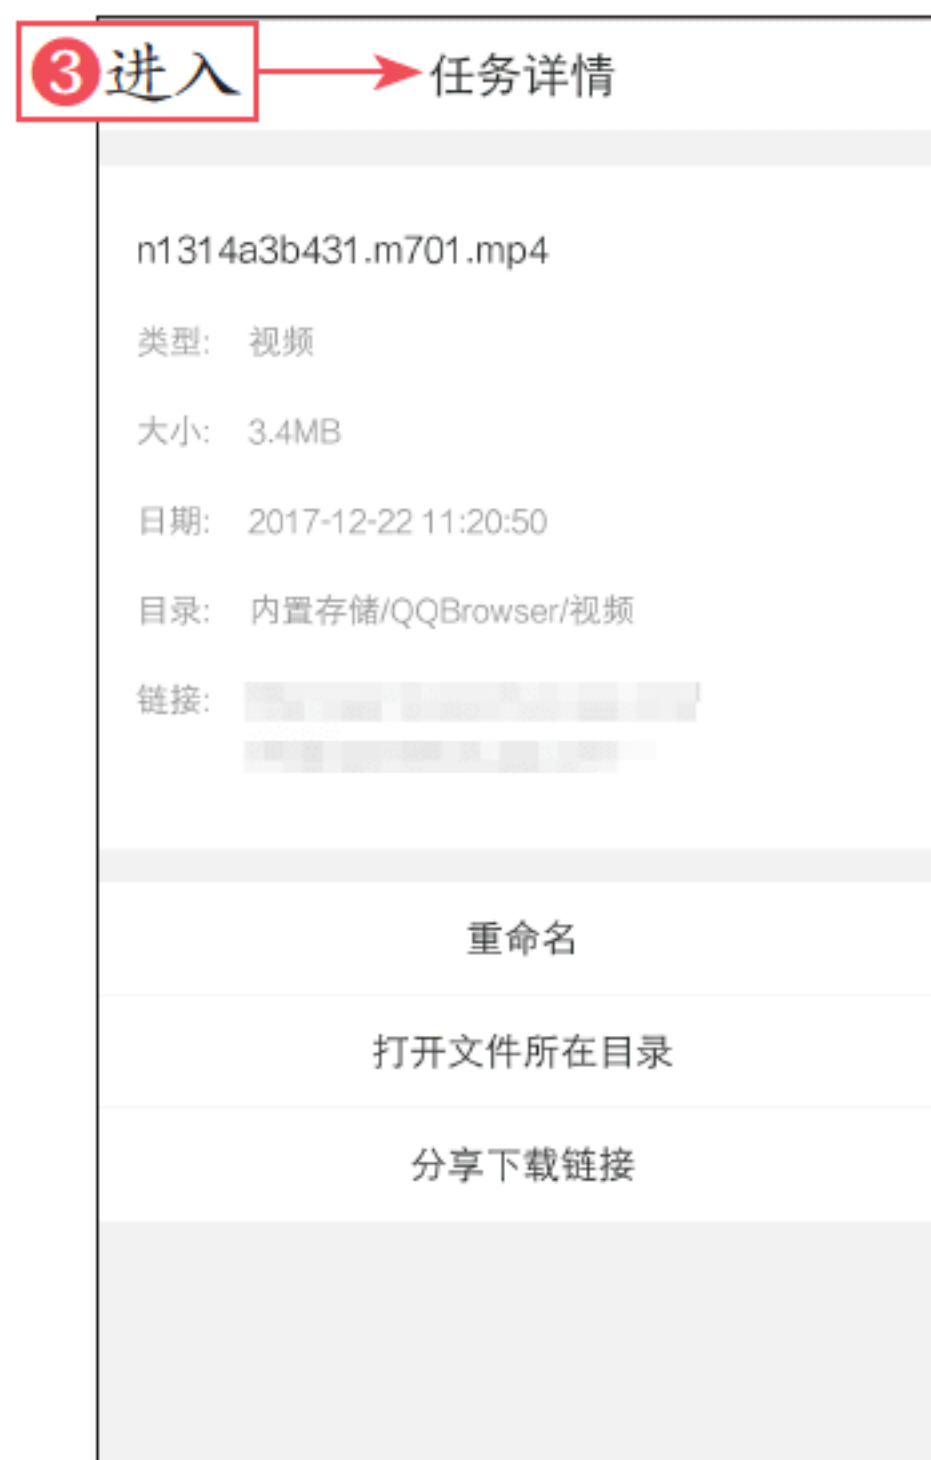 ❸进入
任务详情
n1314a3b431.m701.mp4
类型: 视频
大小: 3.4MB
日期: 2017-12-22 11:20:50
目录: 内置存储/QQBrowser/视频
链接:
重命名
打开文件所在目录
分享下载链接